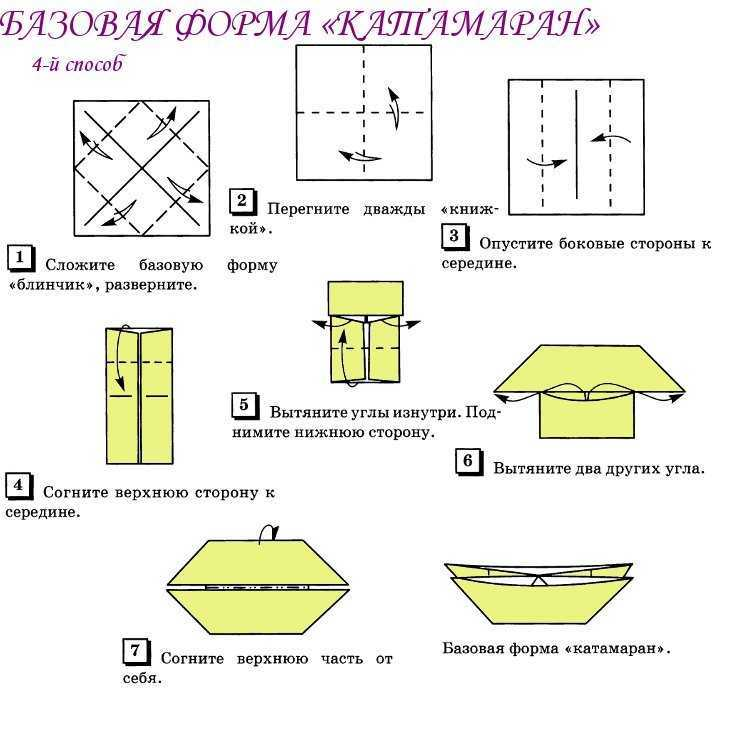 БАЗОВАЯ ФОРМА «КАТАМАРАН»
4-й способ
1 Сложите базовую форму
«блинчик», разверните.
2 Перегните дважды «книж-
кой».
3 Опустите боковые стороны к
середине.
4 Согните верхнюю сторону к
середине.
5 Вытяните углы изнутри. Под-
нимите нижнюю сторону.
6 Вытяните два других угла.
7 Согните верхнюю часть от
себя.
Базовая форма «катамаран».